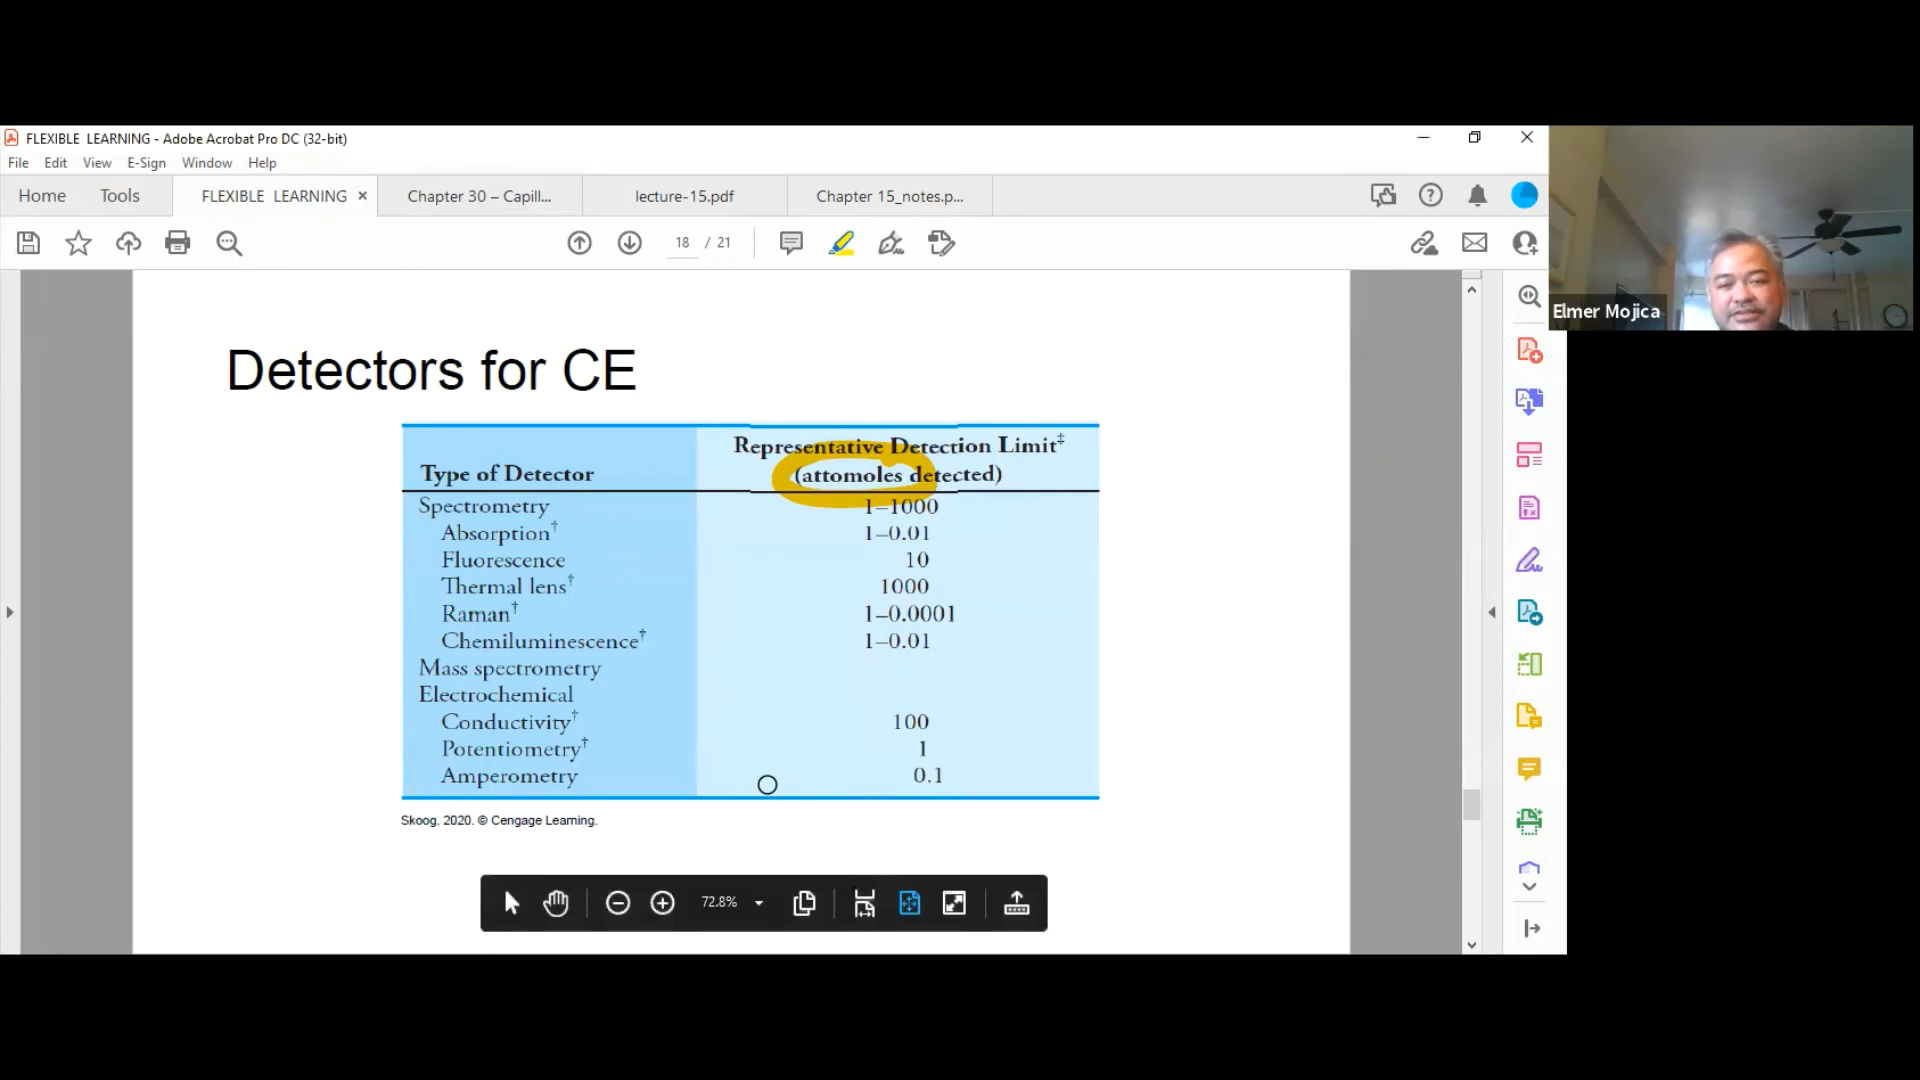 FLEXIBLE LEARNING - Adobe Acrobat Pro DC (32-bit)
File Edit View E-Sign Window Help
Home Tools FLEXIBLE LEARNING × Chapter 30 – Capill... lecture-15.pdf Chapter 15_notes.p...
18 / 21
Elmer Mojica
Detectors for CE
Representative Detection Limit‡
Type of Detector (attomoles detected)
Spectrometry 1–1000
Absorption† 1–0.01
Fluorescence 10
Thermal lens† 1000
Raman† 1–0.0001
Chemiluminescence† 1–0.01
Mass spectrometry
Electrochemical
Conductivity† 100
Potentiometry† 1
Amperometry 0.1
Skoog. 2020. © Cengage Learning.
72.8%